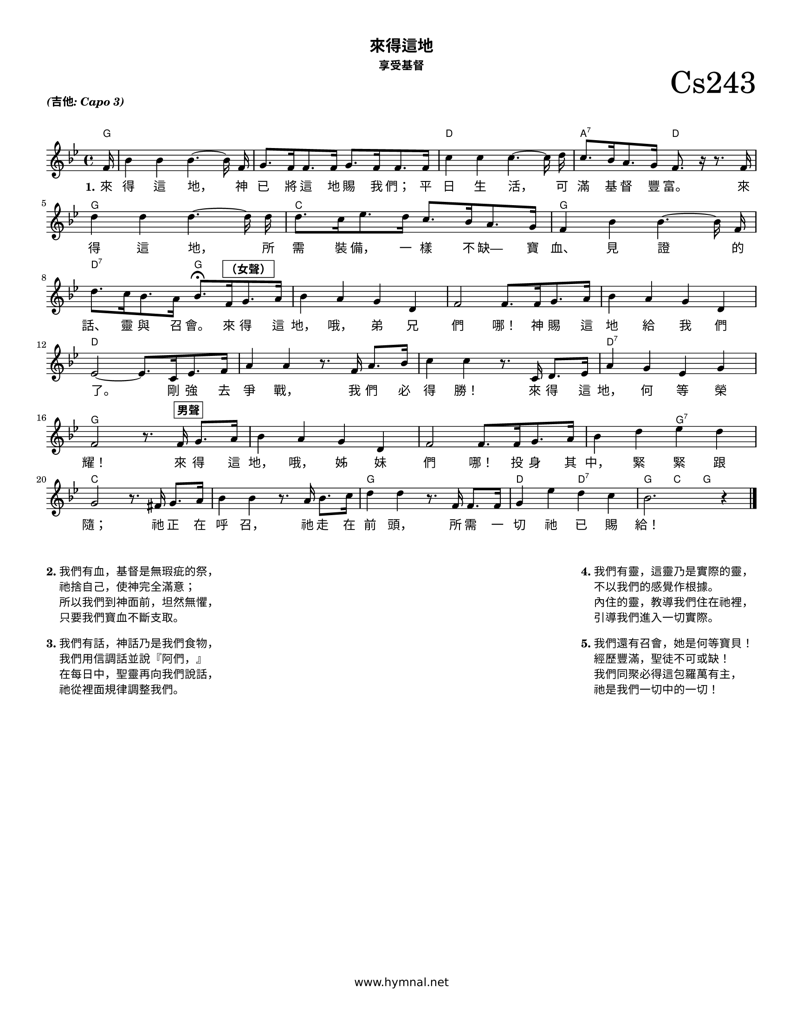 來得這地
享受基督
Cs243
(吉他: Capo 3)
G D A7 D
1. 來 得 這 地， 神 已 將 這 地 賜 我 們； 平 日 生 活， 可 滿 基 督 豐 富。 來
5 G C G
得 這 地， 所 需 裝 備， 一 樣 不 缺— 寶 血、 見 證 的
8 D7 G （女聲）
話、 靈 與 召 會。 來 得 這 地， 哦， 弟 兄 們 哪！ 神 賜 這 地 給 我 們
12 D D7
了。 剛 強 去 爭 戰， 我 們 必 得 勝！ 來 得 這 地， 何 等 榮
男聲
16 G G7
耀！ 來 得 這 地， 哦， 姊 妹 們 哪！ 投 身 其 中， 緊 緊 跟
20 C D7 G D D7 G C G
隨； 祂 正 在 呼 召， 祂 走 在 前 頭， 所 需 一 切 祂 已 賜 給！
2. 我們有血，基督是無瑕疵的祭，
祂捨自己，使神完全滿意；
所以我們到神面前，坦然無懼，
只要我們寶血不斷支取。
3. 我們有話，神話乃是我們食物，
我們用信調話並說『阿們，』
在每日中，聖靈再向我們說話，
祂從裡面規律調整我們。
4. 我們有靈，這靈乃是實際的靈，
不以我們的感覺作根據。
內住的靈，教導我們住在祂裡，
引導我們進入一切實際。
5. 我們還有召會，她是何等寶貝！
經歷豐滿，聖徒不可或缺！
我們同聚必得這包羅萬有主，
祂是我們一切中的一切！
www.hymnal.net